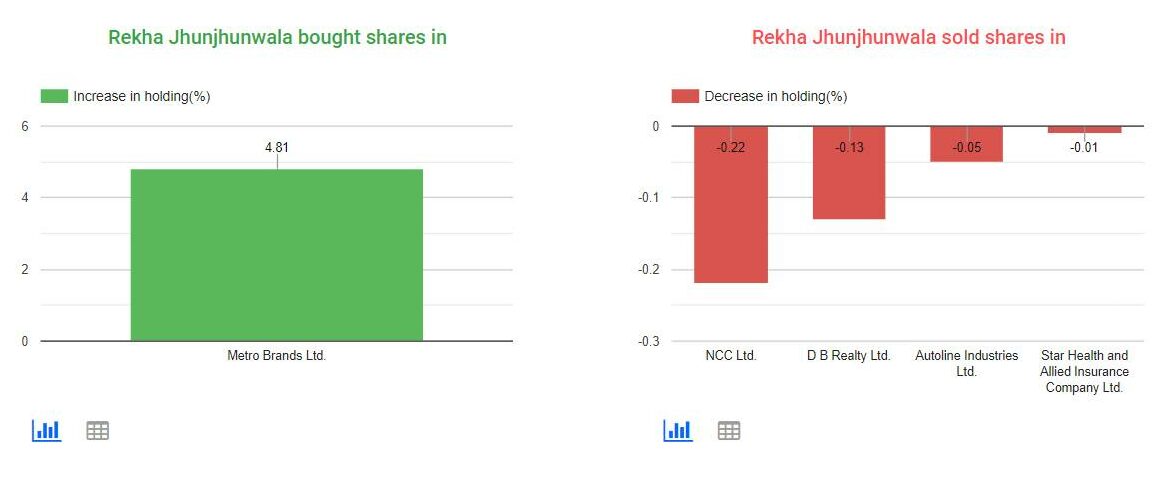 Rekha Jhunjhunwala bought shares in
Increase in holding(%)
6
4.81
4
2
0
Metro Brands Ltd.
Rekha Jhunjhunwala sold shares in
Decrease in holding(%)
0
-0.22
-0.13
-0.05
-0.01
-0.1
-0.2
-0.3
NCC Ltd.
D B Realty Ltd.
Autoline Industries
Ltd.
Star Health and
Allied Insurance
Company Ltd.